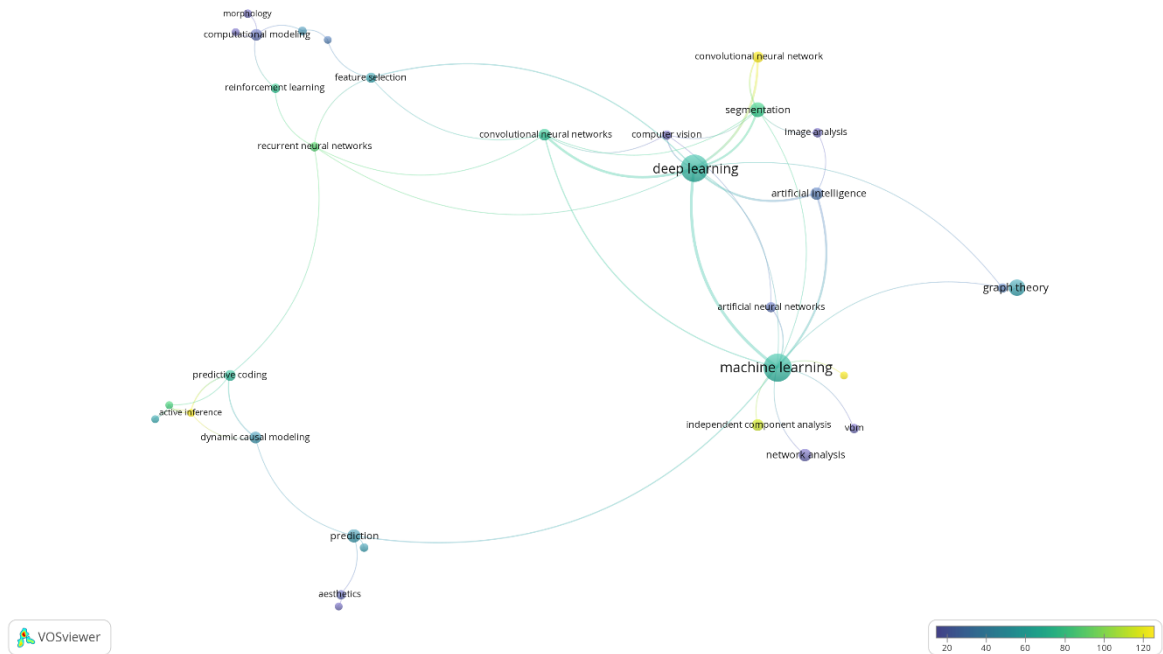 morphology
computational modeling
convolutional neural network
feature selection
reinforcement learning
segmentation
convolutional neural networks
computer vision
image analysis
recurrent neural networks
deep learning
artificial intelligence
graph theory
artificial neural networks
machine learning
predictive coding
active inference
independent component analysis
vbm
dynamic causal modeling
network analysis
prediction
aesthetics
VOSviewer
20 40 60 80 100 120